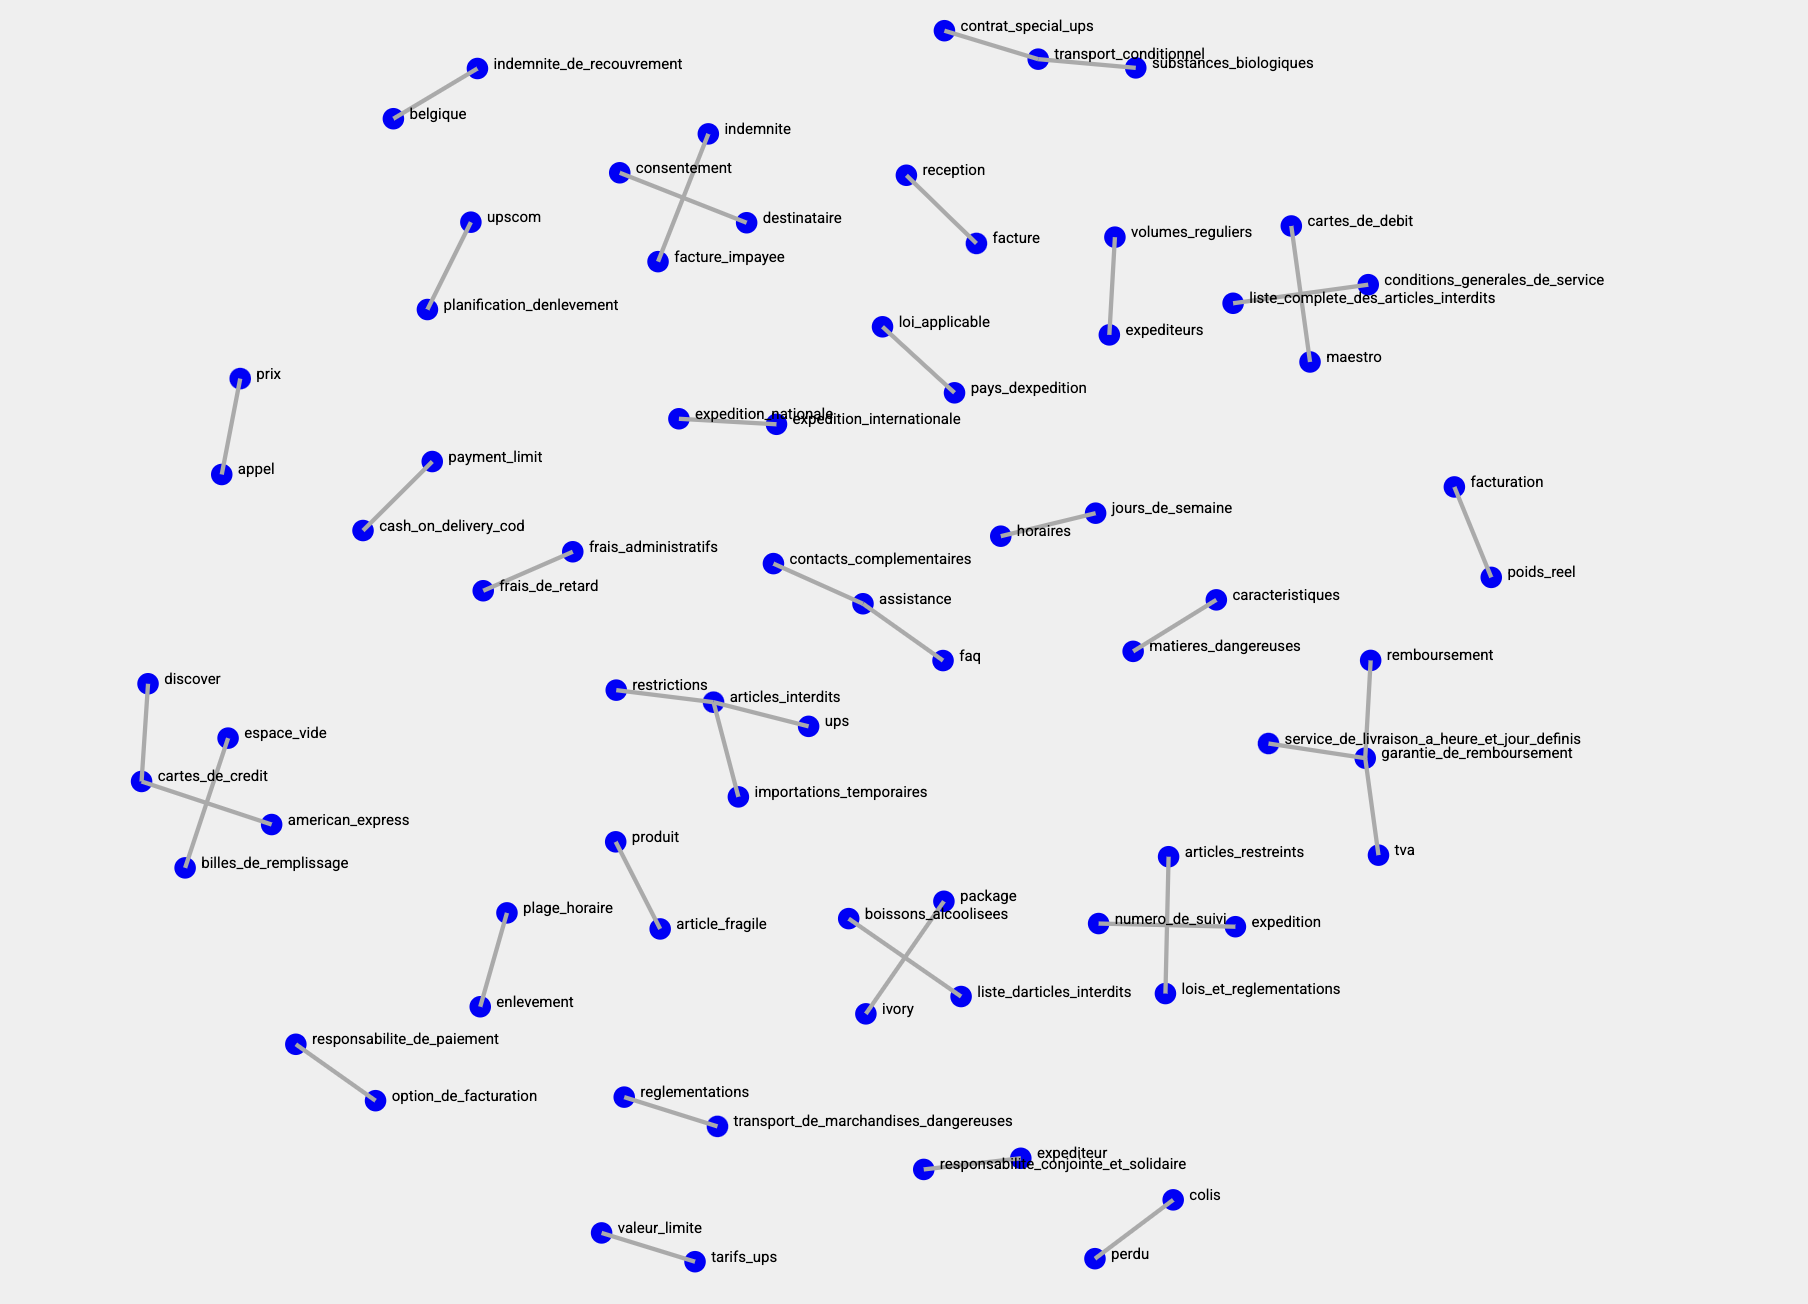 contrat_special_ups
transport_conditionnel
substances_biologiques
indemnite_de_recouvrement
belgique
indemnite
consentement
reception
destinataire
upscom
cartes_de_debit
volumes_reguliers
facture
facture_impayee
conditions_generales_de_service
liste_complete_des_articles_interdits
planification_denlevement
loi_applicable
expediteurs
maestro
prix
pays_dexpedition
expedition_nationale
expedition_internationale
payment_limit
appel
facturation
jours_de_semaine
cash_on_delivery_cod
horaires
frais_administratifs
contacts_complementaires
poids_reel
frais_de_retard
caracteristiques
assistance
matieres_dangereuses
remboursement
faq
discover
restrictions
articles_interdits
ups
espace_vide
service_de_livraison_a_heure_et_jour_definis
garantie_de_remboursement
cartes_de_credit
importations_temporaires
american_express
produit
tva
articles_restreints
billes_de_remplissage
package
plage_horaire
boissons_alcoolisees
numero_de_suivi
expedition
article_fragile
lois_et_reglementations
liste_darticles_interdits
enlevement
ivory
responsabilite_de_paiement
reglementations
option_de_facturation
transport_de_marchandises_dangereuses
expediteur
responsabilite_conjointe_et_solidaire
colis
valeur_limite
perdu
tarifs_ups